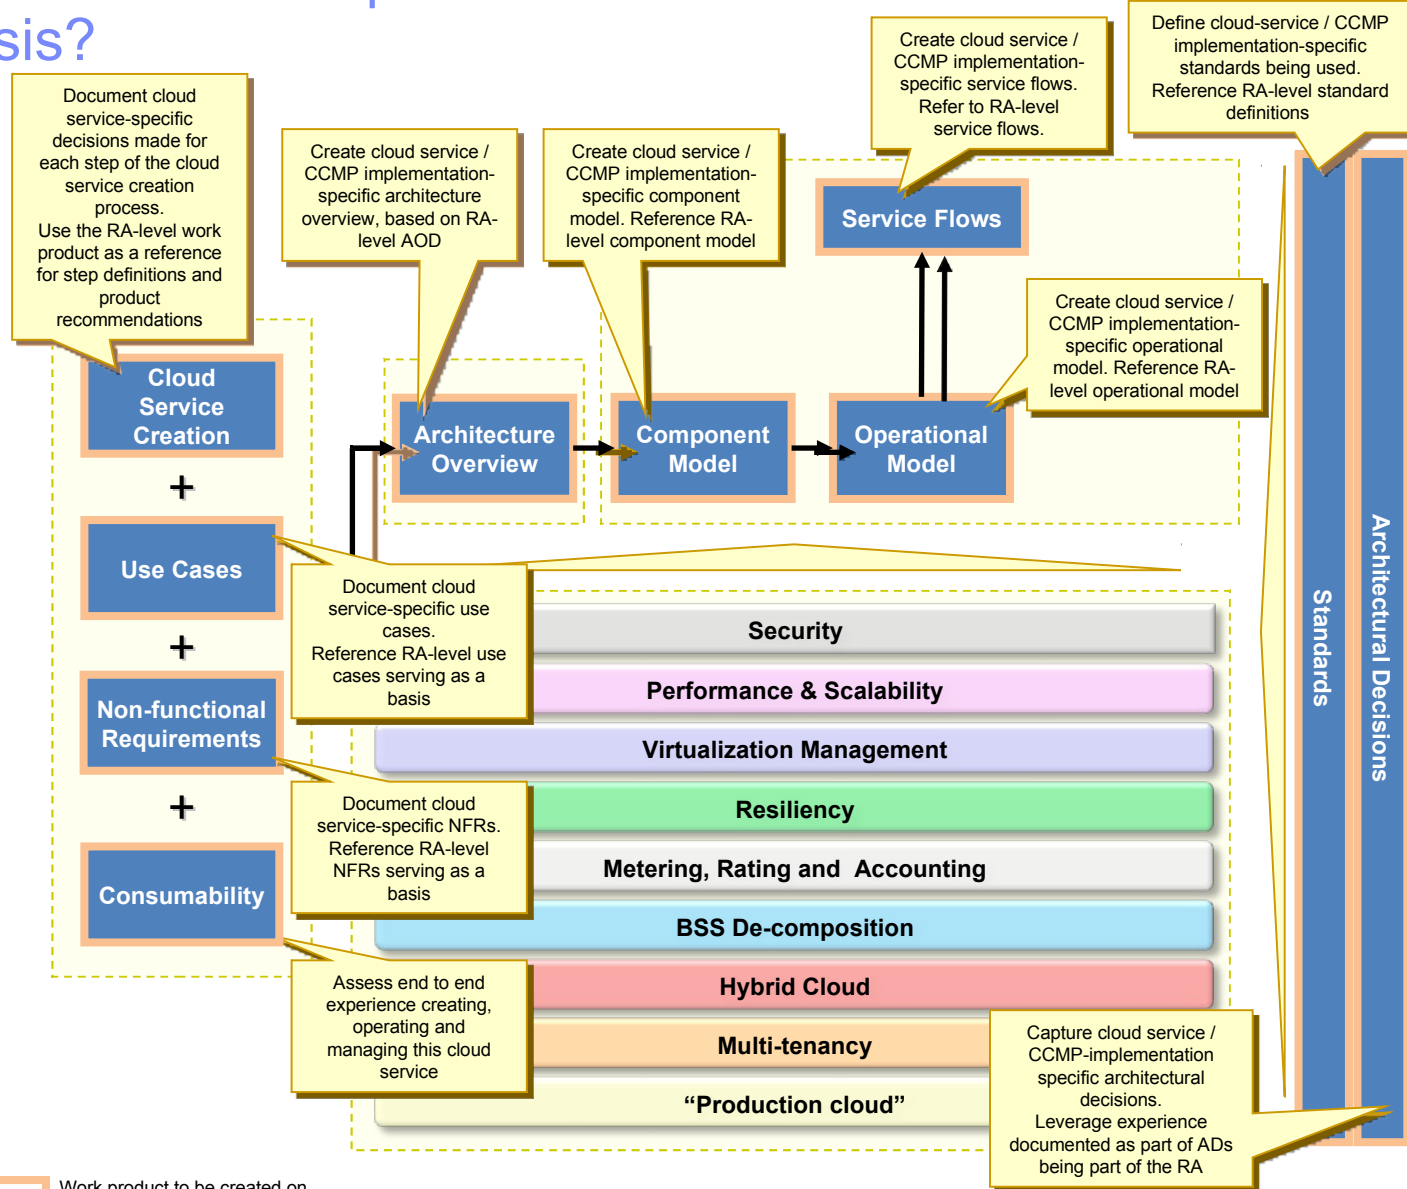 sis?
Document cloud
service-specific
decisions made for
each step of the cloud
service creation
process.
Use the RA-level work
product as a reference
for step definitions and
product
recommendations
Create cloud service /
CCMP implementation-
specific architecture
overview, based on RA-
level AOD
Create cloud service /
CCMP implementation-
specific component
model. Reference RA-
level component model
Create cloud service /
CCMP implementation-
specific service flows.
Refer to RA-level
service flows.
Define cloud-service / CCMP
implementation-specific
standards being used.
Reference RA-level standard
definitions
Service Flows
Create cloud service /
CCMP implementation-
specific operational
model. Reference RA-
level operational model
Cloud
Service
Creation
+
Use Cases
+
Non-functional
Requirements
+
Consumability
Architecture
Overview
Component
Model
Operational
Model
Document cloud
service-specific use
cases.
Reference RA-level use
cases serving as a
basis
Document cloud
service-specific NFRs.
Reference RA-level
NFRs serving as a
basis
Assess end to end
experience creating,
operating and
managing this cloud
service
Security
Performance & Scalability
Virtualization Management
Resiliency
Metering, Rating and  Accounting
BSS De-composition
Hybrid Cloud
Multi-tenancy
“Production cloud”
Capture cloud service /
CCMP-implementation
specific architectural
decisions.
Leverage experience
documented as part of ADs
being part of the RA
Standards
Architectural Decisions
Work product to be created on